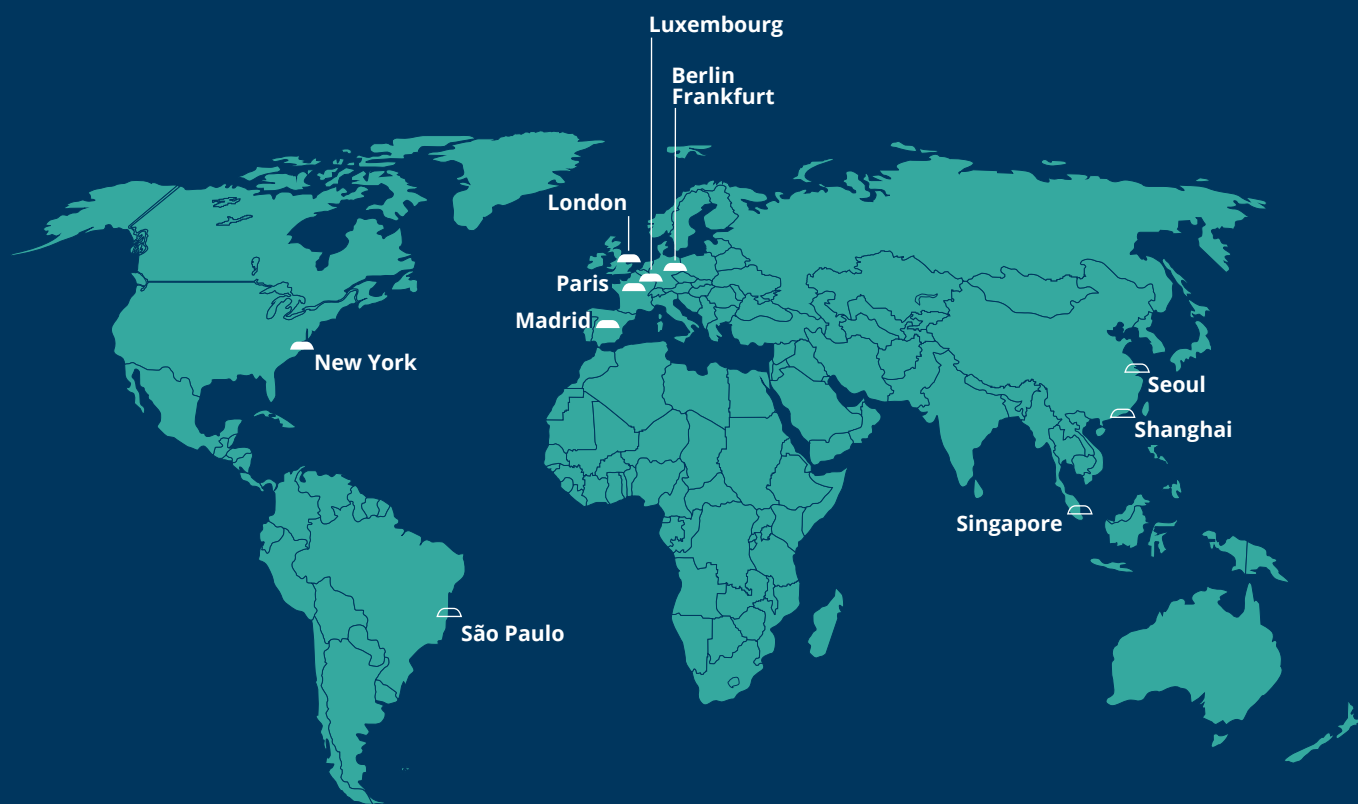 Luxembourg
Berlin
Frankfurt
London
Paris
Madrid
New York
Seoul
Shanghai
Singapore
São Paulo